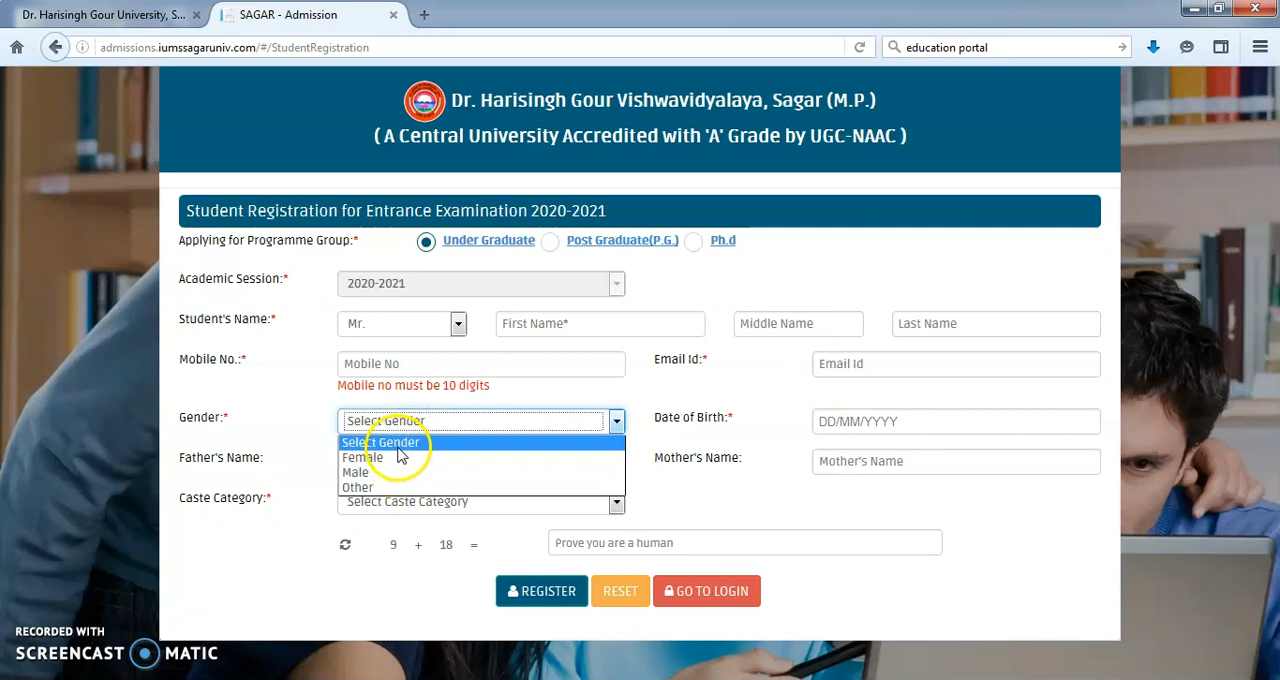 Dr. Harisingh Gour University, S...
SAGAR - Admission
admissions.iumssagaruniv.com/#/StudentRegistration
education portal
Dr. Harisingh Gour Vishwavidyalaya, Sagar (M.P.)
( A Central University Accredited with 'A' Grade by UGC-NAAC )
Student Registration for Entrance Examination 2020-2021
Applying for Programme Group:* Under Graduate Post Graduate(P.G.) Ph.d
Academic Session:* 2020-2021
Student's Name:* Mr. First Name* Middle Name Last Name
Mobile No.:* Mobile No Email Id:* Email Id
Mobile no must be 10 digits
Gender:* Select Gender Date of Birth:* DD/MM/YYYY
Select Gender
Female
Male
Other
Father's Name: Mother's Name: Mother's Name
Caste Category:* Select Caste Category
9 + 18 = Prove you are a human
REGISTER RESET GO TO LOGIN
RECORDED WITH
SCREENCAST MATIC